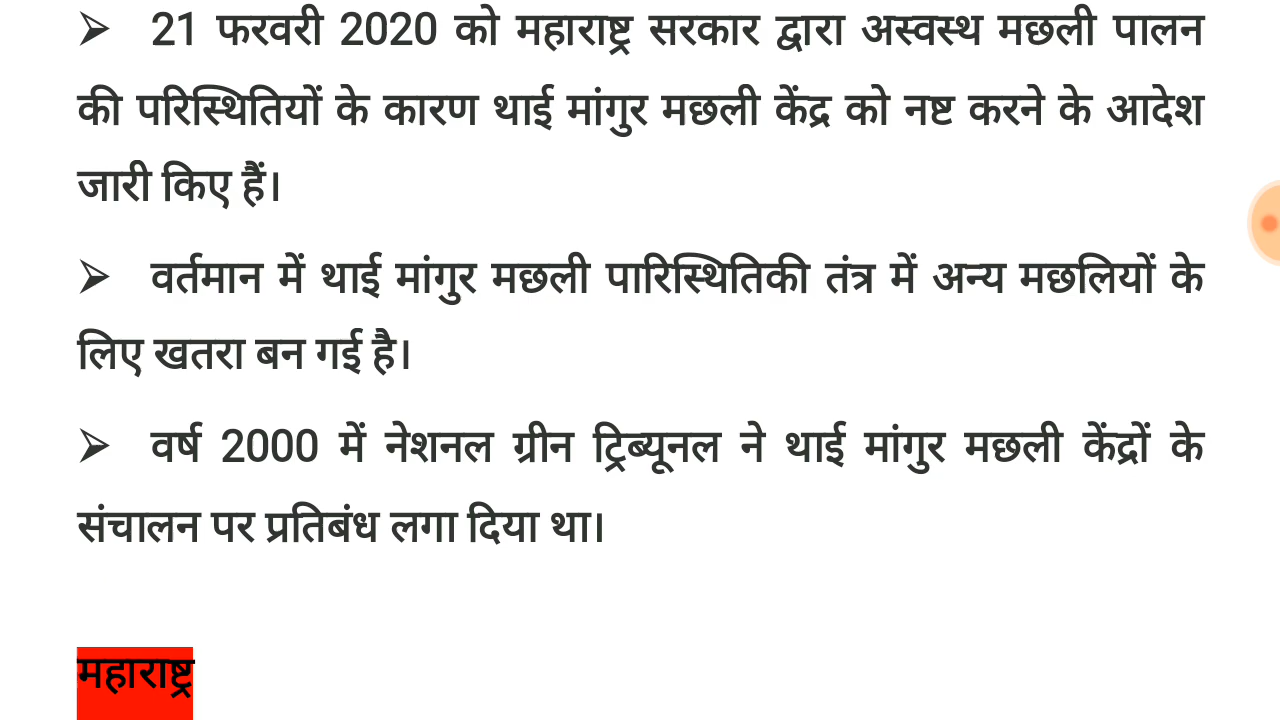 ➢ 21 फरवरी 2020 को महाराष्ट्र सरकार द्वारा अस्वस्थ मछली पालन
की परिस्थितियों के कारण थाई मांगुर मछली केंद्र को नष्ट करने के आदेश
जारी किए हैं।
➢ वर्तमान में थाई मांगुर मछली पारिस्थितिकी तंत्र में अन्य मछलियों के
लिए खतरा बन गई है।
➢ वर्ष 2000 में नेशनल ग्रीन ट्रिब्यूनल ने थाई मांगुर मछली केंद्रों के
संचालन पर प्रतिबंध लगा दिया था।
महाराष्ट्र